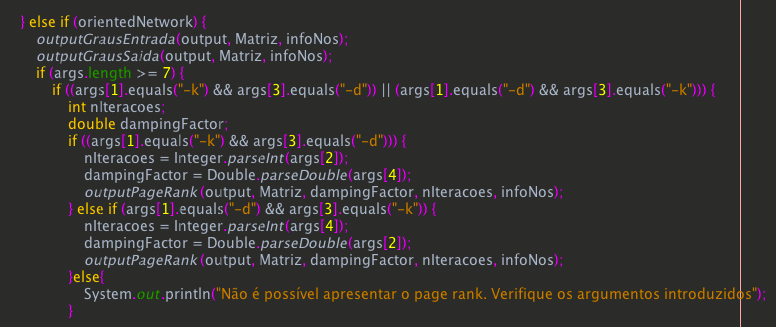 } else if (orientedNetwork) {
outputGrausEntrada(output, Matriz, infoNos);
outputGrausSaida(output, Matriz, infoNos);
if (args.length >= 7) {
if ((args[1].equals("-k") && args[3].equals("-d")) || (args[1].equals("-d") && args[3].equals("-k"))) {
int nIteracoes;
double dampingFactor;
if ((args[1].equals("-k") && args[3].equals("-d"))) {
nIteracoes = Integer.parseInt(args[2]);
dampingFactor = Double.parseDouble(args[4]);
outputPageRank(output, Matriz, dampingFactor, nIteracoes, infoNos);
} else if (args[1].equals("-d") && args[3].equals("-k")) {
nIteracoes = Integer.parseInt(args[4]);
dampingFactor = Double.parseDouble(args[2]);
outputPageRank(output, Matriz, dampingFactor, nIteracoes, infoNos);
}else{
System.out.println("Não é possível apresentar o page rank. Verifique os argumentos introduzidos");
}